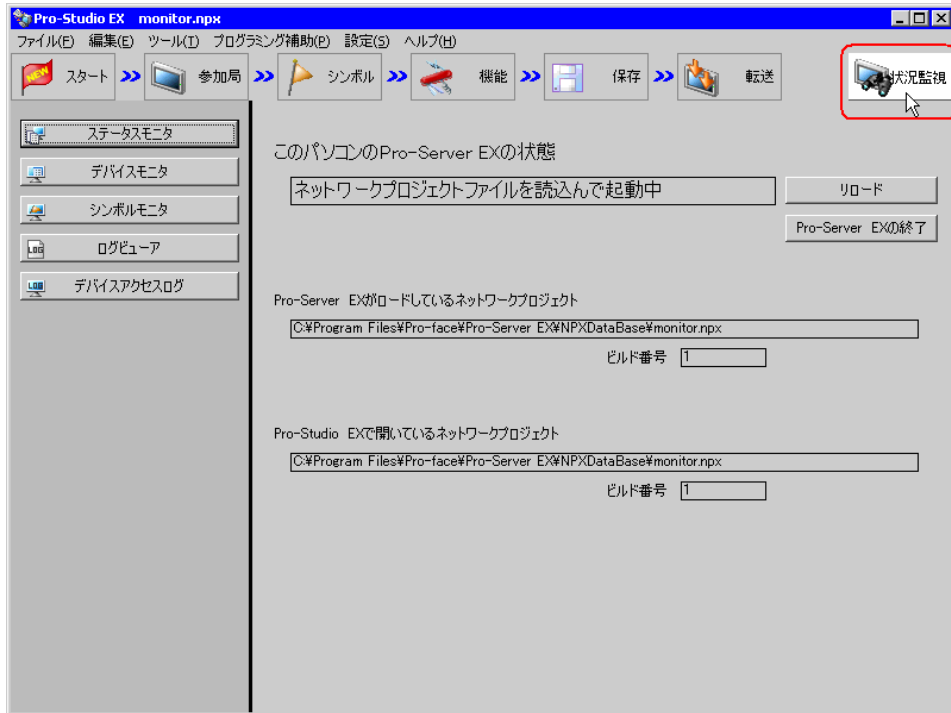 Pro-Studio EX monitor.npx
ファイル(F) 編集(E) ツール(T) プログラミング補助(P) 設定(S) ヘルプ(H)
NEW スタート 参加局 シンボル 機能 保存 転送 状況監視
ステータスモニタ
デバイスモニタ
シンボルモニタ
LOG ログビューア
LOG デバイスアクセスログ
このパソコンのPro-Server EXの状態
ネットワークプロジェクトファイルを読込んで起動中 リロード
Pro-Server EXの終了
Pro-Server EXがロードしているネットワークプロジェクト
C:¥Program Files¥Pro-face¥Pro-Server EX¥NPXDataBase¥monitor.npx
ビルド番号 1
Pro-Studio EXで開いているネットワークプロジェクト
C:¥Program Files¥Pro-face¥Pro-Server EX¥NPXDataBase¥monitor.npx
ビルド番号 1